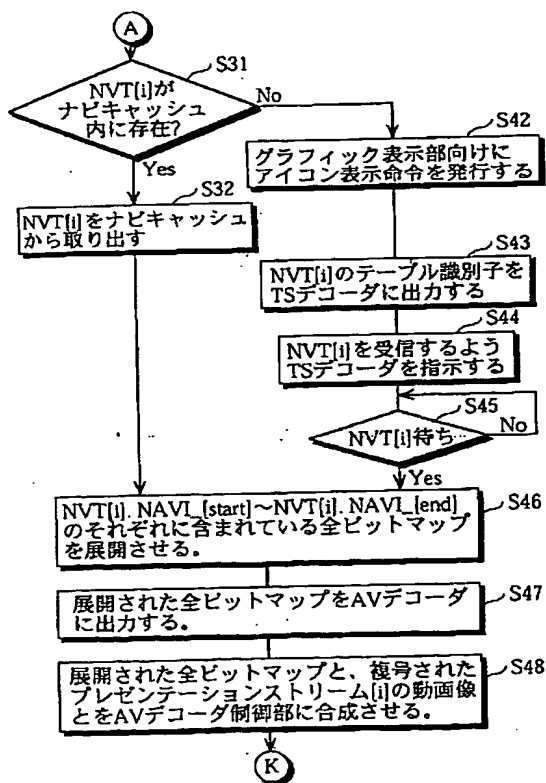 A
S31
NVT[i]が
ナビキャッシュ
内に存在?
No
Yes
S32
NVT[i]をナビキャッシュ
から取り出す
S42
グラフィック表示部向けに
アイコン表示命令を発行する
S43
NVT[i]のテーブル識別子を
TSデコーダに出力する
S44
NVT[i]を受信するよう
TSデコーダを指示する
S45
NVT[i]待ち
No
Yes
S46
NVT[i]. NAVI_[start]~NVT[i]. NAVI_[end]
のそれぞれに含まれている全ビットマップ
を展開させる。
S47
展開された全ビットマップをAVデコーダ
に出力する。
S48
展開された全ビットマップと、複号された
プレゼンテーションストリーム[i]の動画像
とをAVデコーダ制御部に合成させる。
K